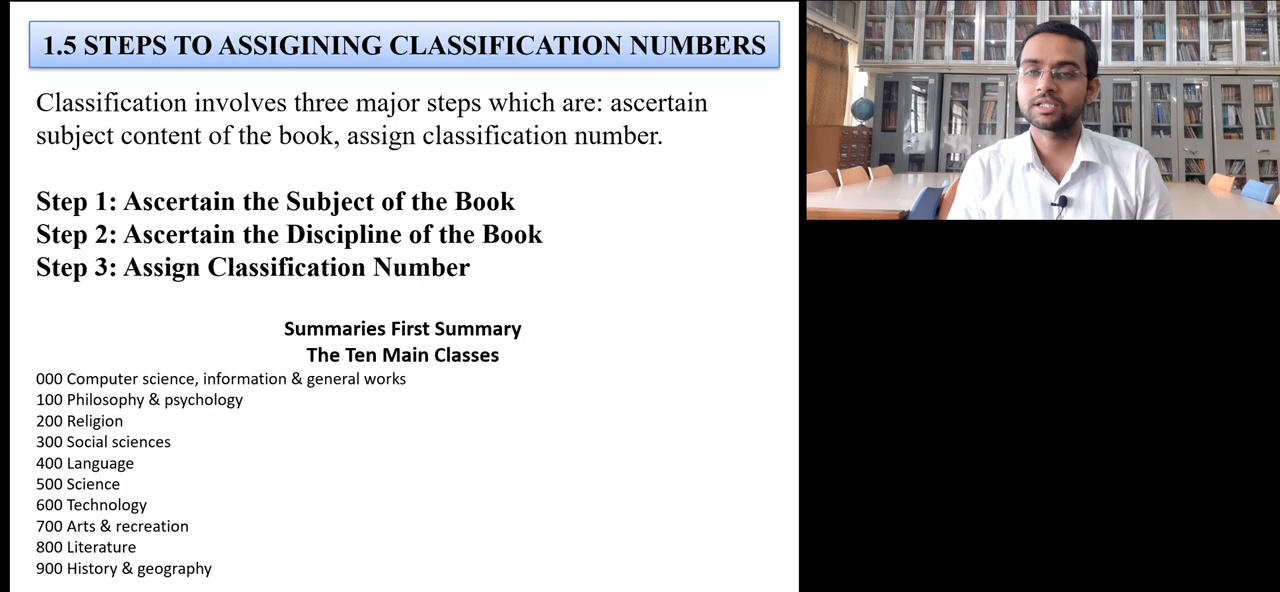 1.5 STEPS TO ASSIGINING CLASSIFICATION NUMBERS
Classification involves three major steps which are: ascertain
subject content of the book, assign classification number.
Step 1: Ascertain the Subject of the Book
Step 2: Ascertain the Discipline of the Book
Step 3: Assign Classification Number
Summaries First Summary
The Ten Main Classes
000 Computer science, information & general works
100 Philosophy & psychology
200 Religion
300 Social sciences
400 Language
500 Science
600 Technology
700 Arts & recreation
800 Literature
900 History & geography